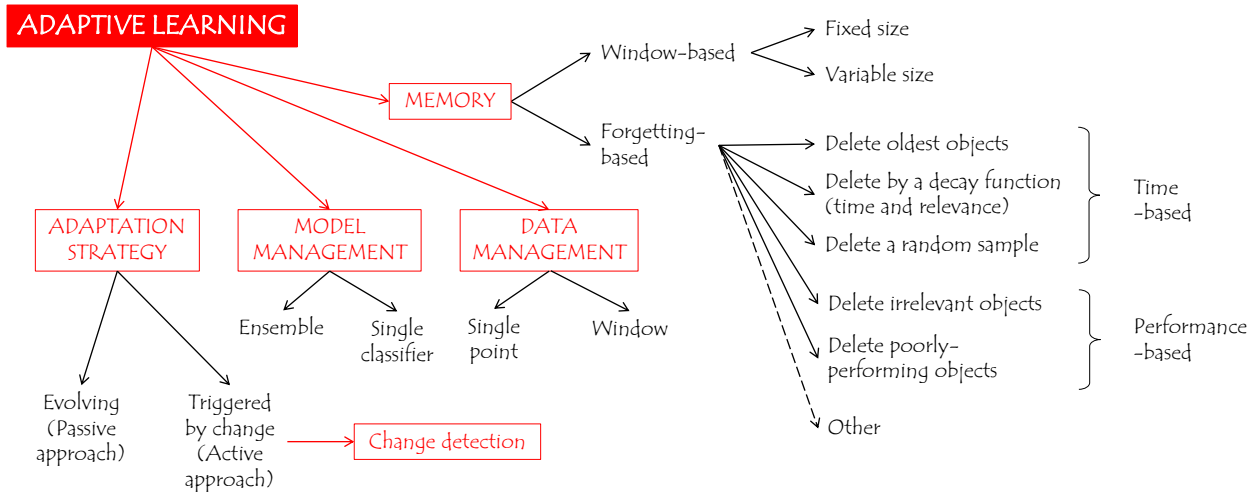 ADAPTIVE LEARNING
MEMORY
Window-based
Fixed size
Variable size
Forgetting-
based
Delete oldest objects
Delete by a decay function
(time and relevance)
Delete a random sample
Time
-based
Delete irrelevant objects
Delete poorly-
performing objects
Performance
-based
Other
ADAPTATION
STRATEGY
MODEL
MANAGEMENT
DATA
MANAGEMENT
Ensemble
Single
classifier
Single
point
Window
Evolving
(Passive
approach)
Triggered
by change
(Active
approach)
Change detection